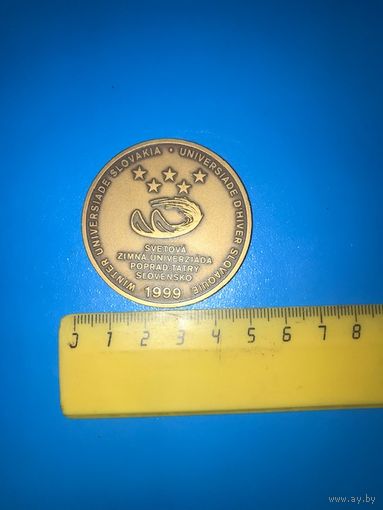 WINTER UNIVERSIADE SLOVAKIA • UNIVERSIADE D'HIVER SLOVAQUIE
SVETOVÁ
ZIMNÁ UNIVERZIÁDA
POPRAD-TATRY
SLOVENSKO
1999
0 1 2 3 4 5 6 7 8
www.ay.by